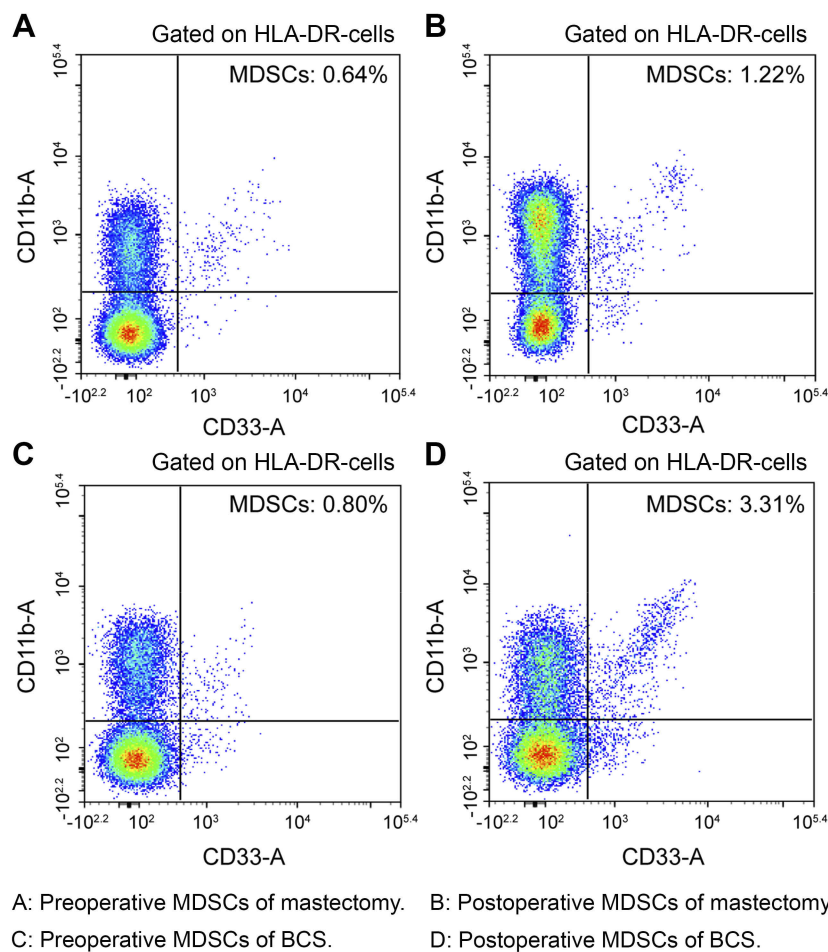 A
Gated on HLA-DR-cells
MDSCs: 0.64%
CD11b-A
10^5.4
10^4
10^3
10^2
-10^2.2
-10^2.2 10^2 10^3 10^4 10^5.4
CD33-A
B
Gated on HLA-DR-cells
MDSCs: 1.22%
CD11b-A
10^5.4
10^4
10^3
10^2
-10^2.2
-10^2.2 10^2 10^3 10^4 10^5.4
CD33-A
C
Gated on HLA-DR-cells
MDSCs: 0.80%
CD11b-A
10^5.4
10^4
10^3
10^2
-10^2.2
-10^2.2 10^2 10^3 10^4 10^5.4
CD33-A
D
Gated on HLA-DR-cells
MDSCs: 3.31%
CD11b-A
10^5.4
10^4
10^3
10^2
-10^2.2
-10^2.2 10^2 10^3 10^4 10^5.4
CD33-A
A: Preoperative MDSCs of mastectomy.
B: Postoperative MDSCs of mastectomy
C: Preoperative MDSCs of BCS.
D: Postoperative MDSCs of BCS.